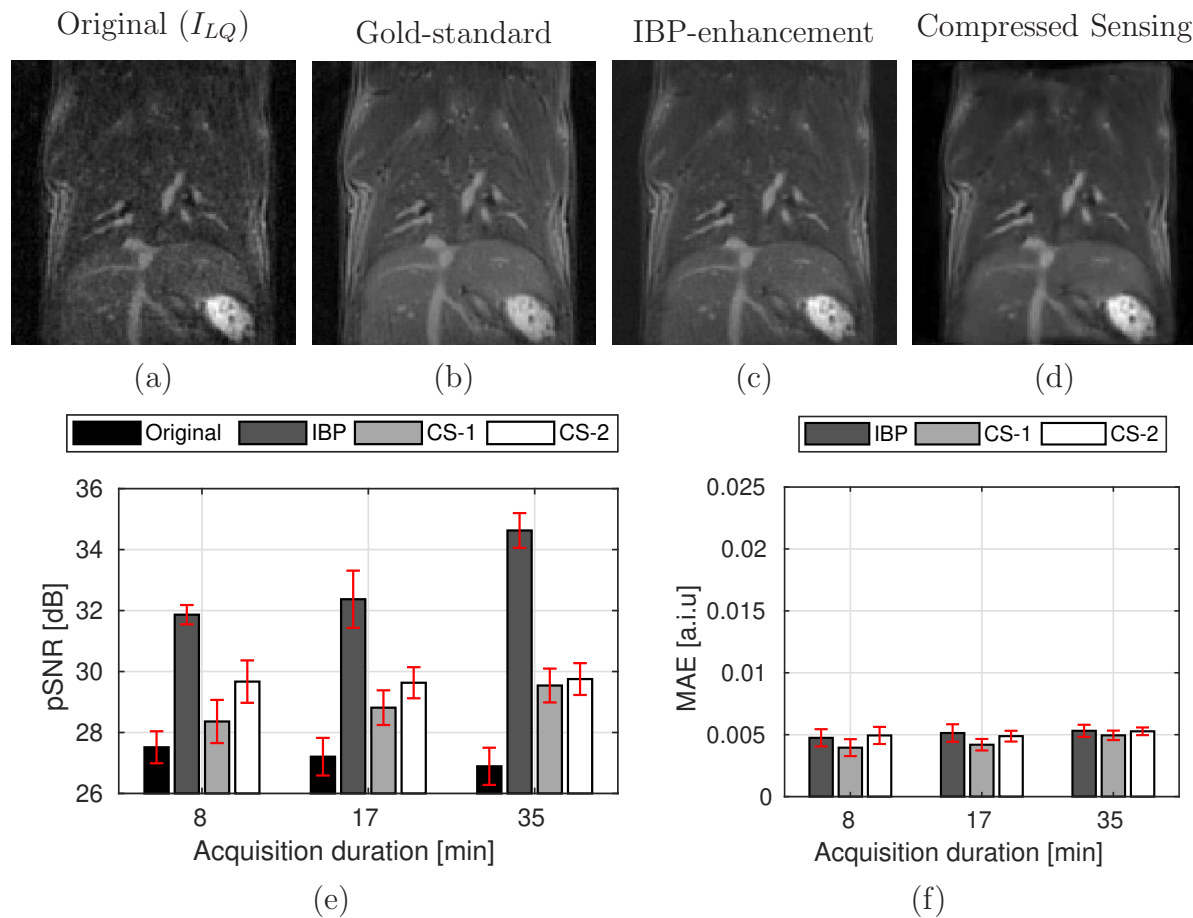 Original (I_LQ) Gold-standard IBP-enhancement Compressed Sensing
(a) (b) (c) (d)
Original IBP CS-1 CS-2
36
34
32
30
28
26
pSNR [dB]
8 17 35
Acquisition duration [min]
(e)
IBP CS-1 CS-2
0.025
0.02
0.015
0.01
0.005
0
MAE [a.i.u]
8 17 35
Acquisition duration [min]
(f)